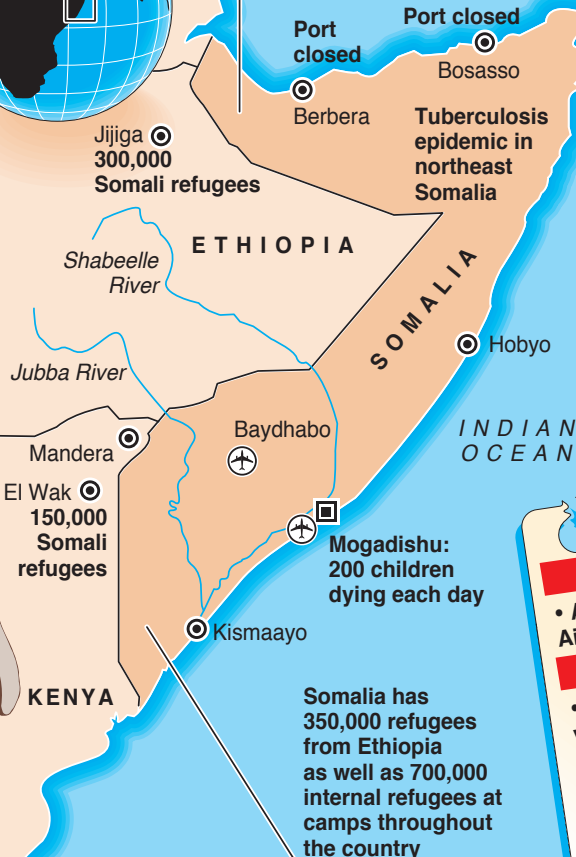 Port closed
Port
closed
Bosasso
Berbera
Tuberculosis
epidemic in
northeast
Somalia
Jijiga
300,000
Somali refugees
ETHIOPIA
Shabeelle
River
SOMALIA
Hobyo
Jubba River
Baydhabo
INDIAN
OCEAN
Mandera
El Wak
150,000
Somali
refugees
Mogadishu:
200 children
dying each day
Kismaayo
KENYA
Somalia has
350,000 refugees
from Ethiopia
as well as 700,000
internal refugees at
camps throughout
the country